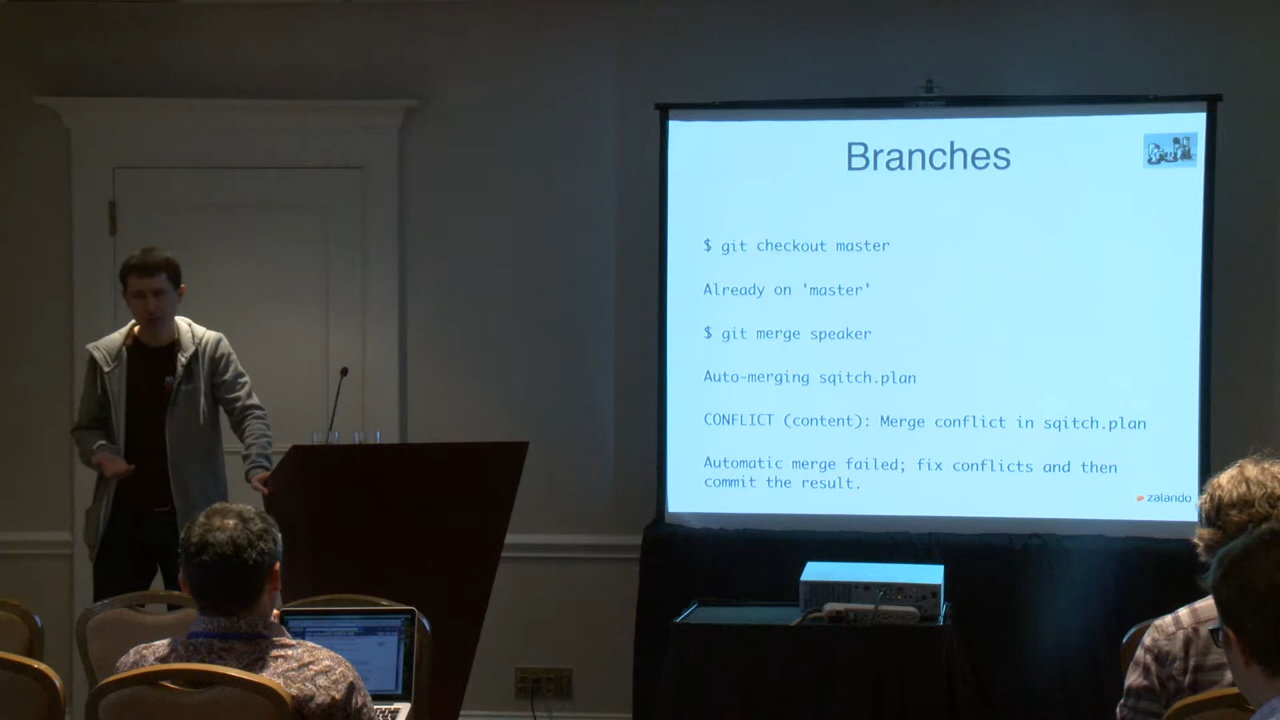 Branches
$ git checkout master
Already on 'master'
$ git merge speaker
Auto-merging sqitch.plan
CONFLICT (content): Merge conflict in sqitch.plan
Automatic merge failed; fix conflicts and then
commit the result.
zalando